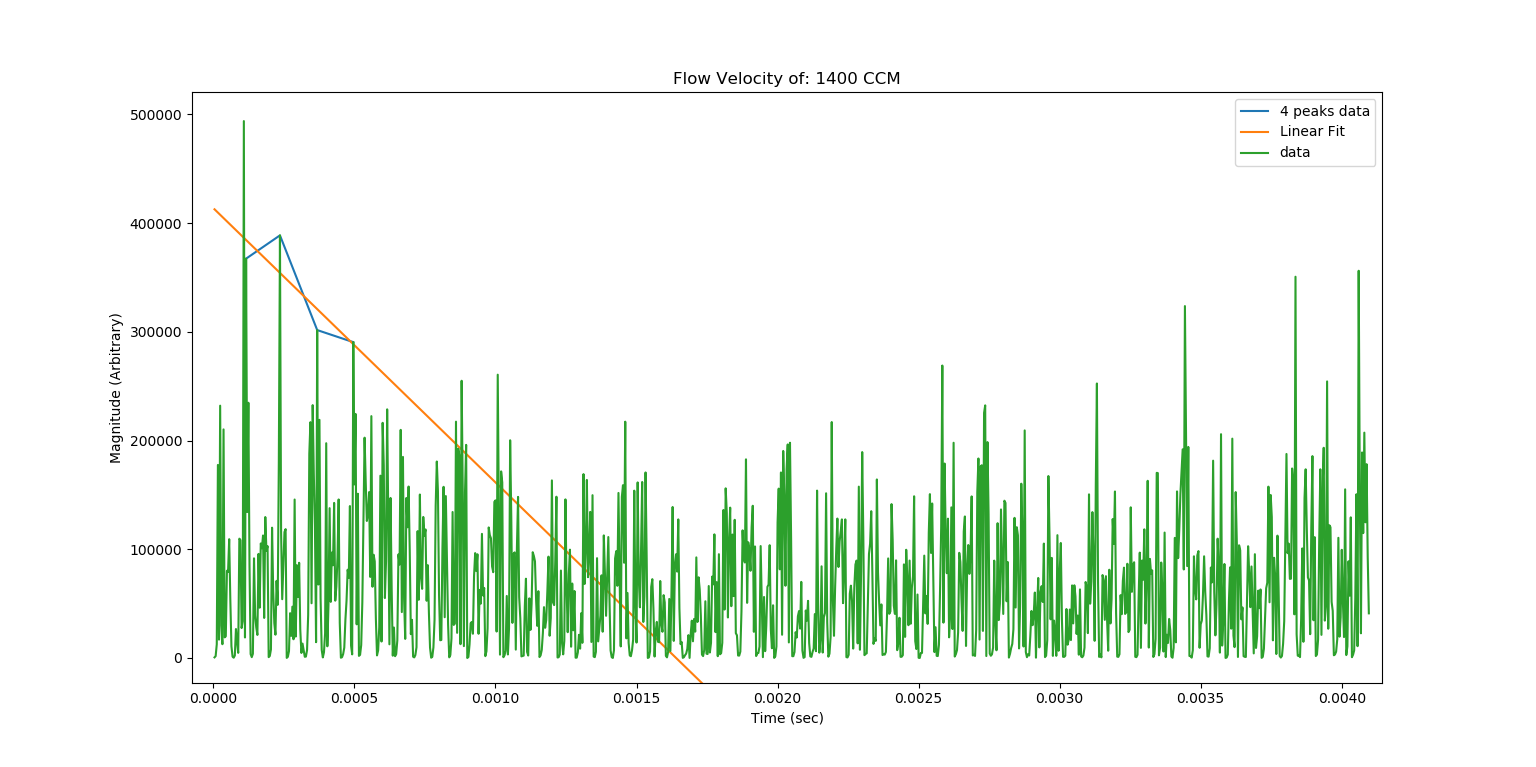 Flow Velocity of: 1400 CCM
4 peaks data
Linear Fit
data
500000
400000
300000
200000
100000
0
Magnitude (Arbitrary)
0.0000 0.0005 0.0010 0.0015 0.0020 0.0025 0.0030 0.0035 0.0040
Time (sec)